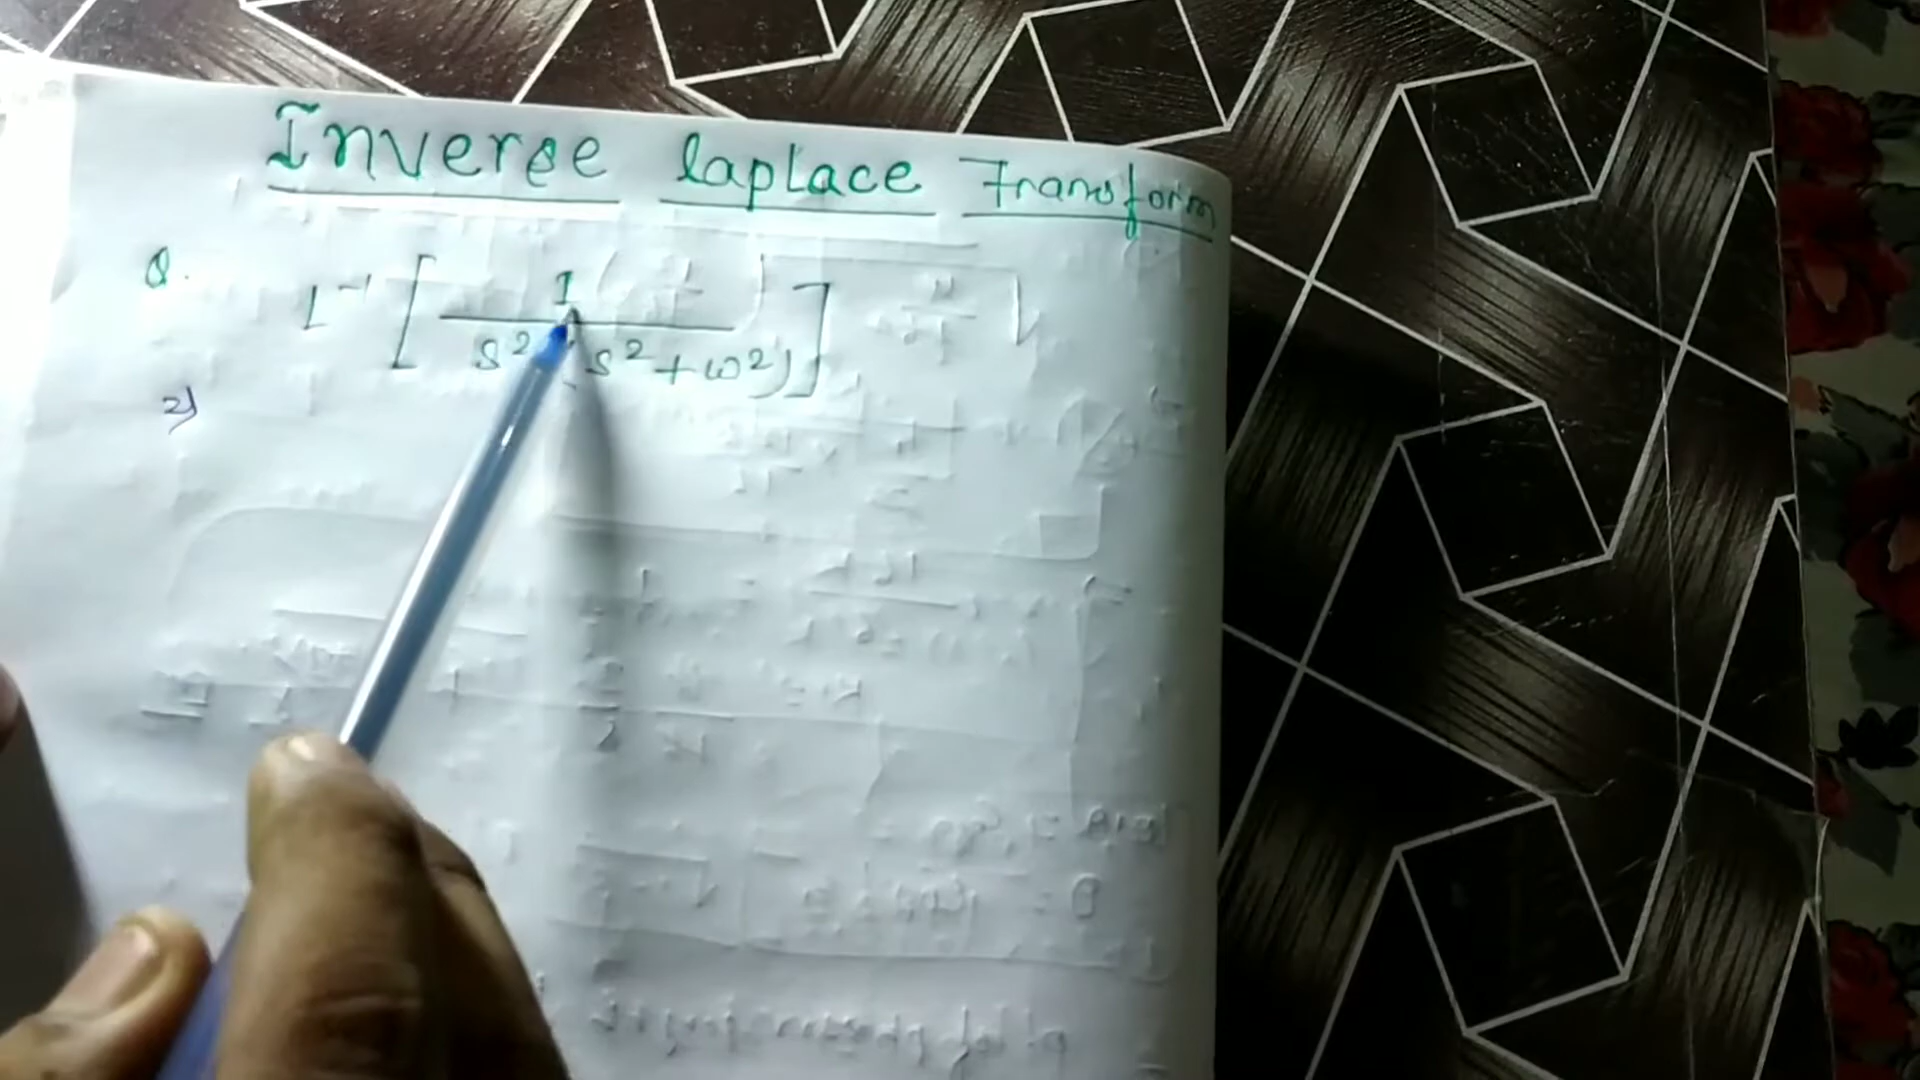 Inverse laplace Transform
Q. L⁻¹ [ 1 / s² (s² + ω²) ]
2)